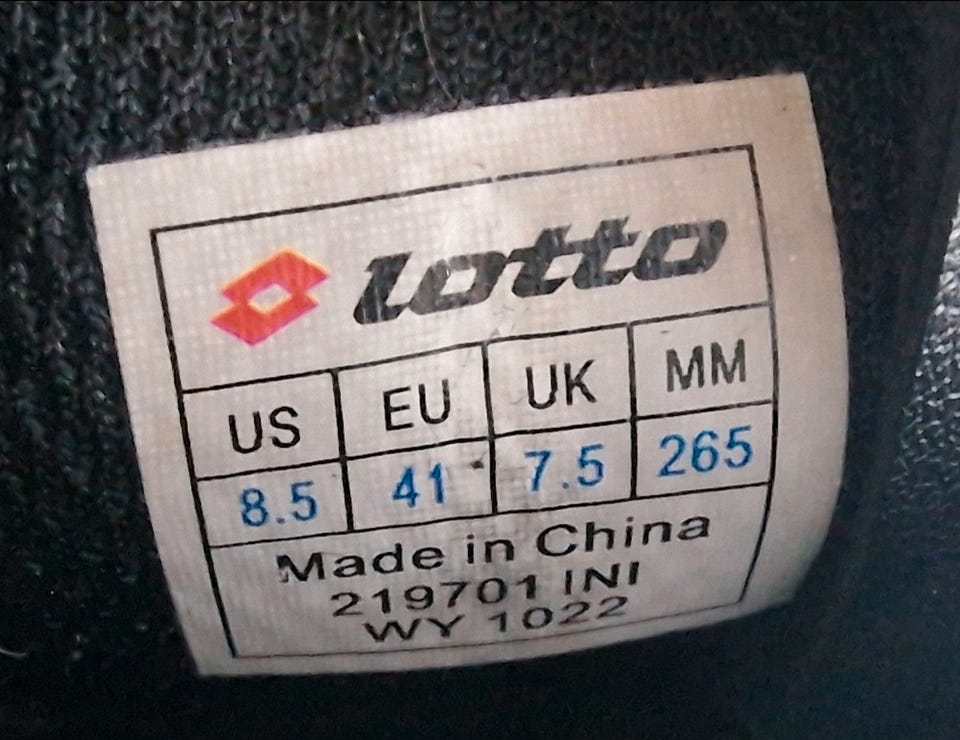 Lotto
US EU UK MM
8.5 41 7.5 265
Made in China
219701 INI
WY 1022